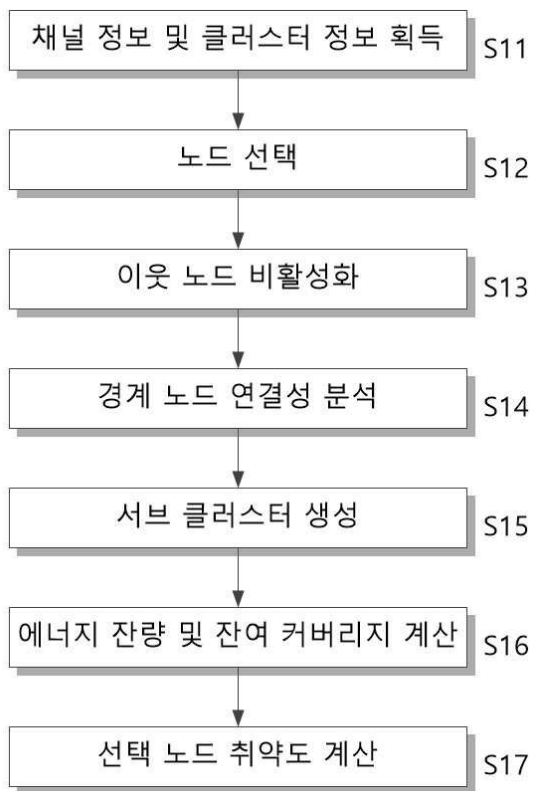 채널 정보 및 클러스터 정보 획득 S11
노드 선택 S12
이웃 노드 비활성화 S13
경계 노드 연결성 분석 S14
서브 클러스터 생성 S15
에너지 잔량 및 잔여 커버리지 계산 S16
선택 노드 취약도 계산 S17